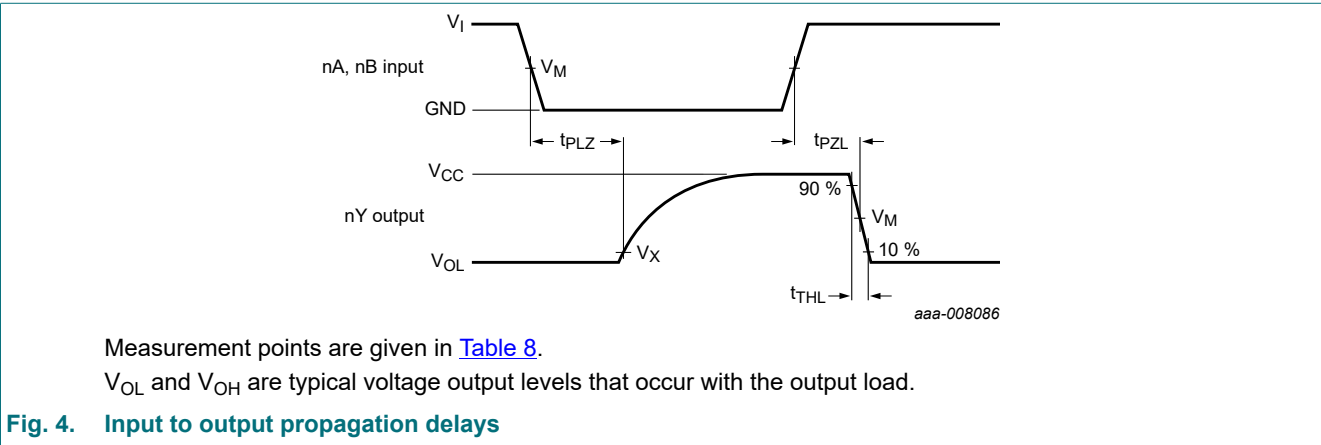 V_I
nA, nB input
V_M
GND
t_PLZ
t_PZL
V_CC
90 %
nY output
V_M
V_X
10 %
V_OL
t_THL
aaa-008086
Measurement points are given in Table 8.
V_OL and V_OH are typical voltage output levels that occur with the output load.
Fig. 4. Input to output propagation delays